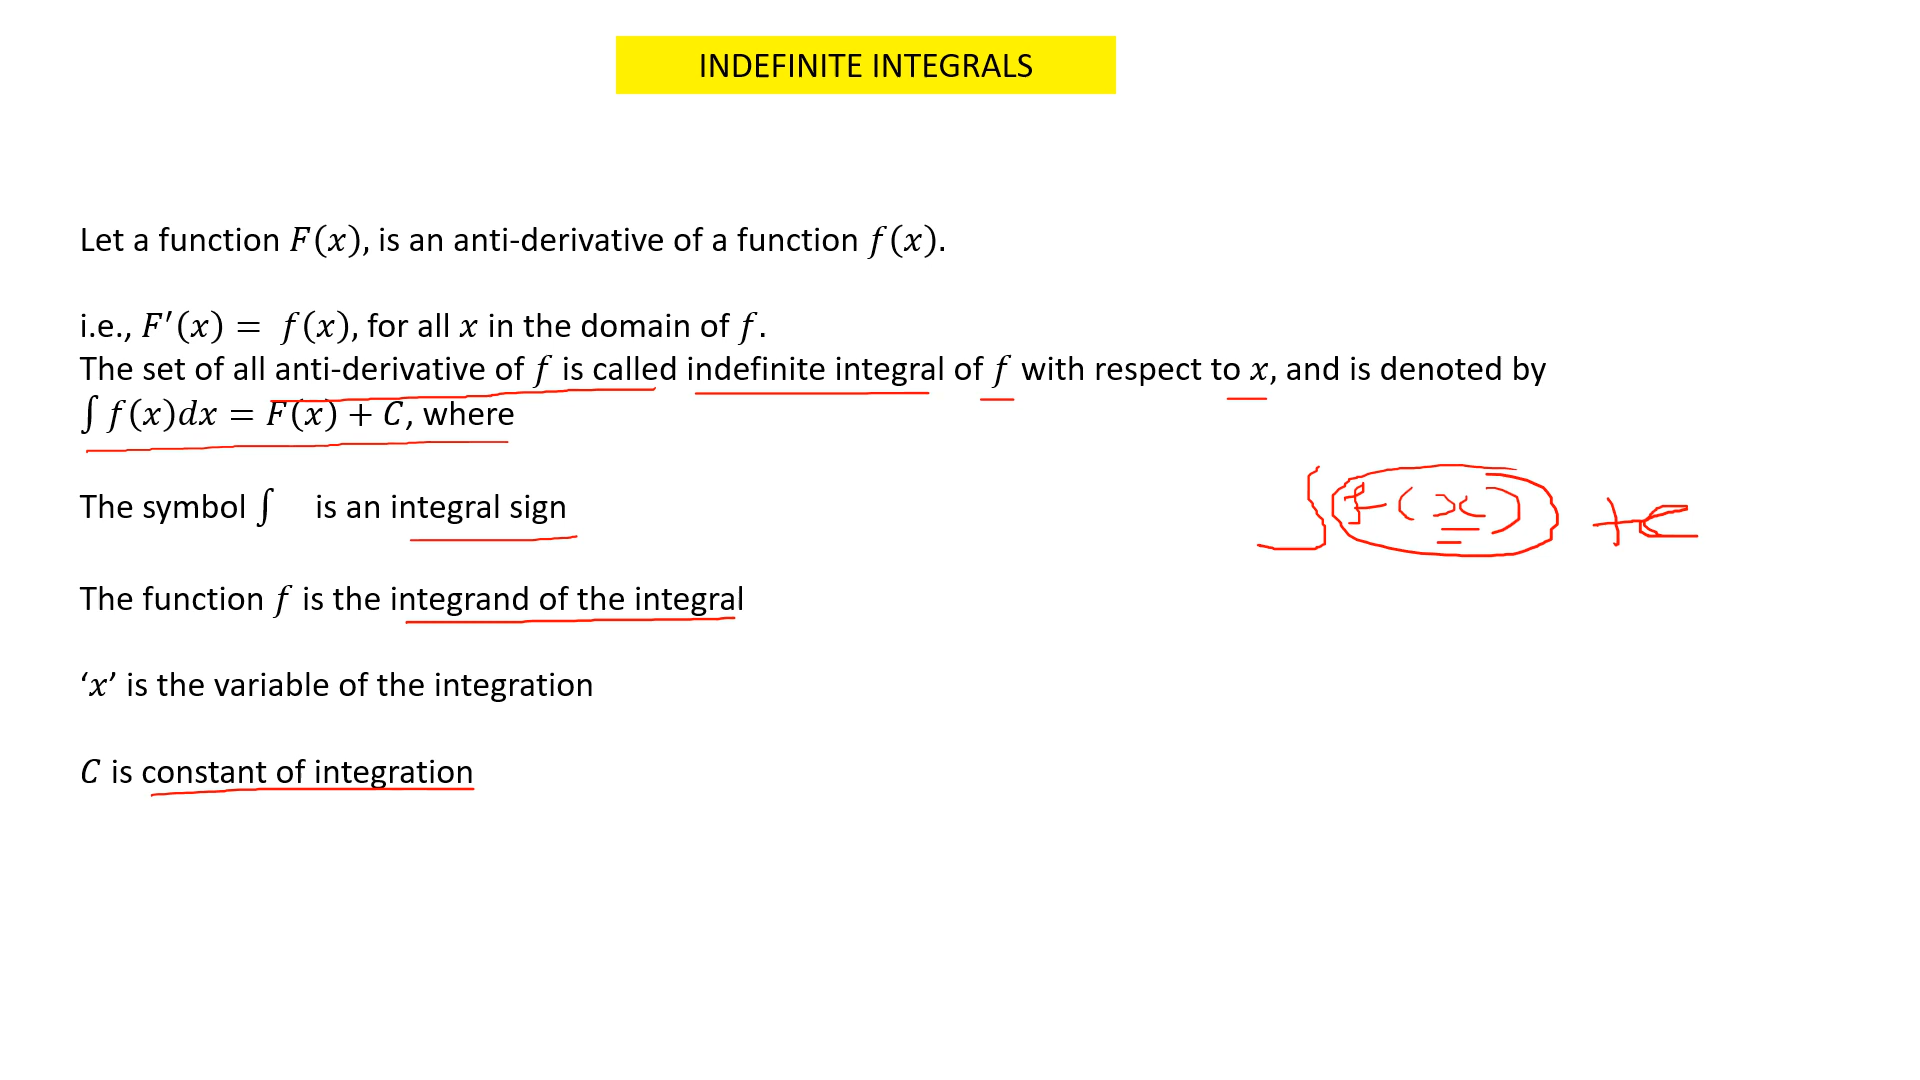 INDEFINITE INTEGRALS
Let a function F(x), is an anti-derivative of a function f(x).
i.e., F′(x) = f(x), for all x in the domain of f.
The set of all anti-derivative of f is called indefinite integral of f with respect to x, and is denoted by
∫ f(x)dx = F(x) + C, where
The symbol ∫ is an integral sign
∫f(x) +c
The function f is the integrand of the integral
‘x’ is the variable of the integration
C is constant of integration